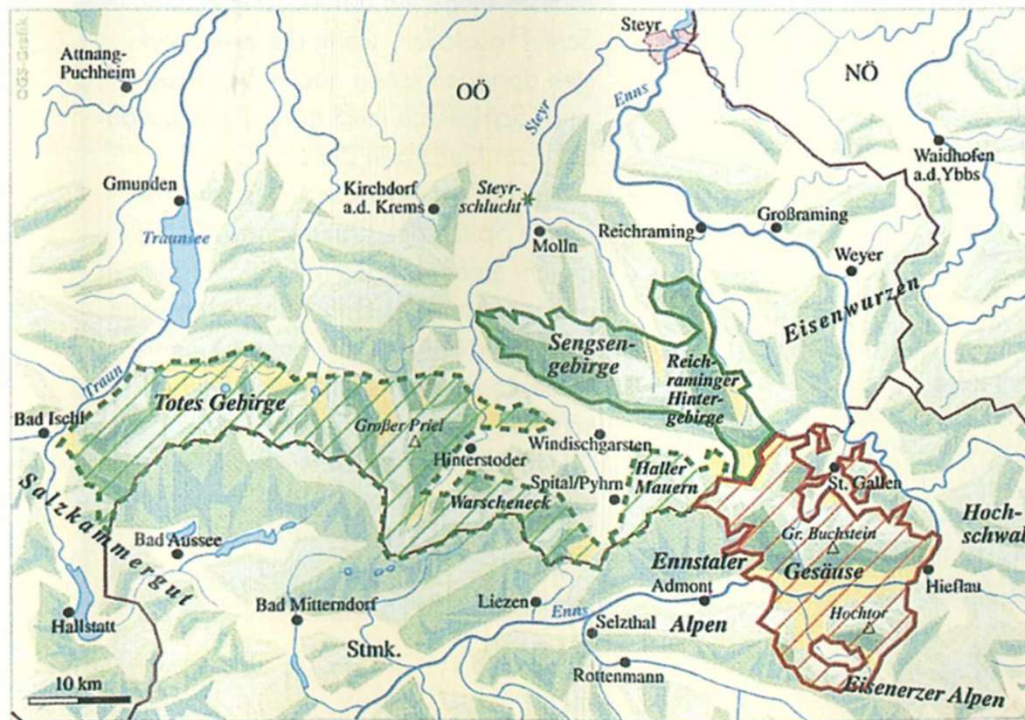 ÖGS-Grafik
Attnang-
Puchheim
OÖ
Steyr
NÖ
Enns
Steyr
Waidhofen
a.d.Ybbs
Gmunden
Traunsee
Kirchdorf
a.d. Krems
Steyr-
schlucht
Molln
Reichraming
Großraming
Weyer
Eisenwurzen
Sengsen-
gebirge
Reich-
raminger
Hinter-
gebirge
Traun
Totes Gebirge
Großer Priel
Bad Ischl
Hinterstoder
Windischgarsten
Warscheneck
Spital/Pyhrn
Haller
Mauern
St. Gallen
Salzkammergut
Bad Aussee
Gr. Buchstein
Hoch-
schwab
Ennstaler
Alpen
Gesäuse
Hieflau
Admont
Hallstatt
Bad Mitterndorf
Liezen
Enns
Selzthal
Hochtor
Stmk.
Rottenmann
Eisenerzer Alpen
10 km